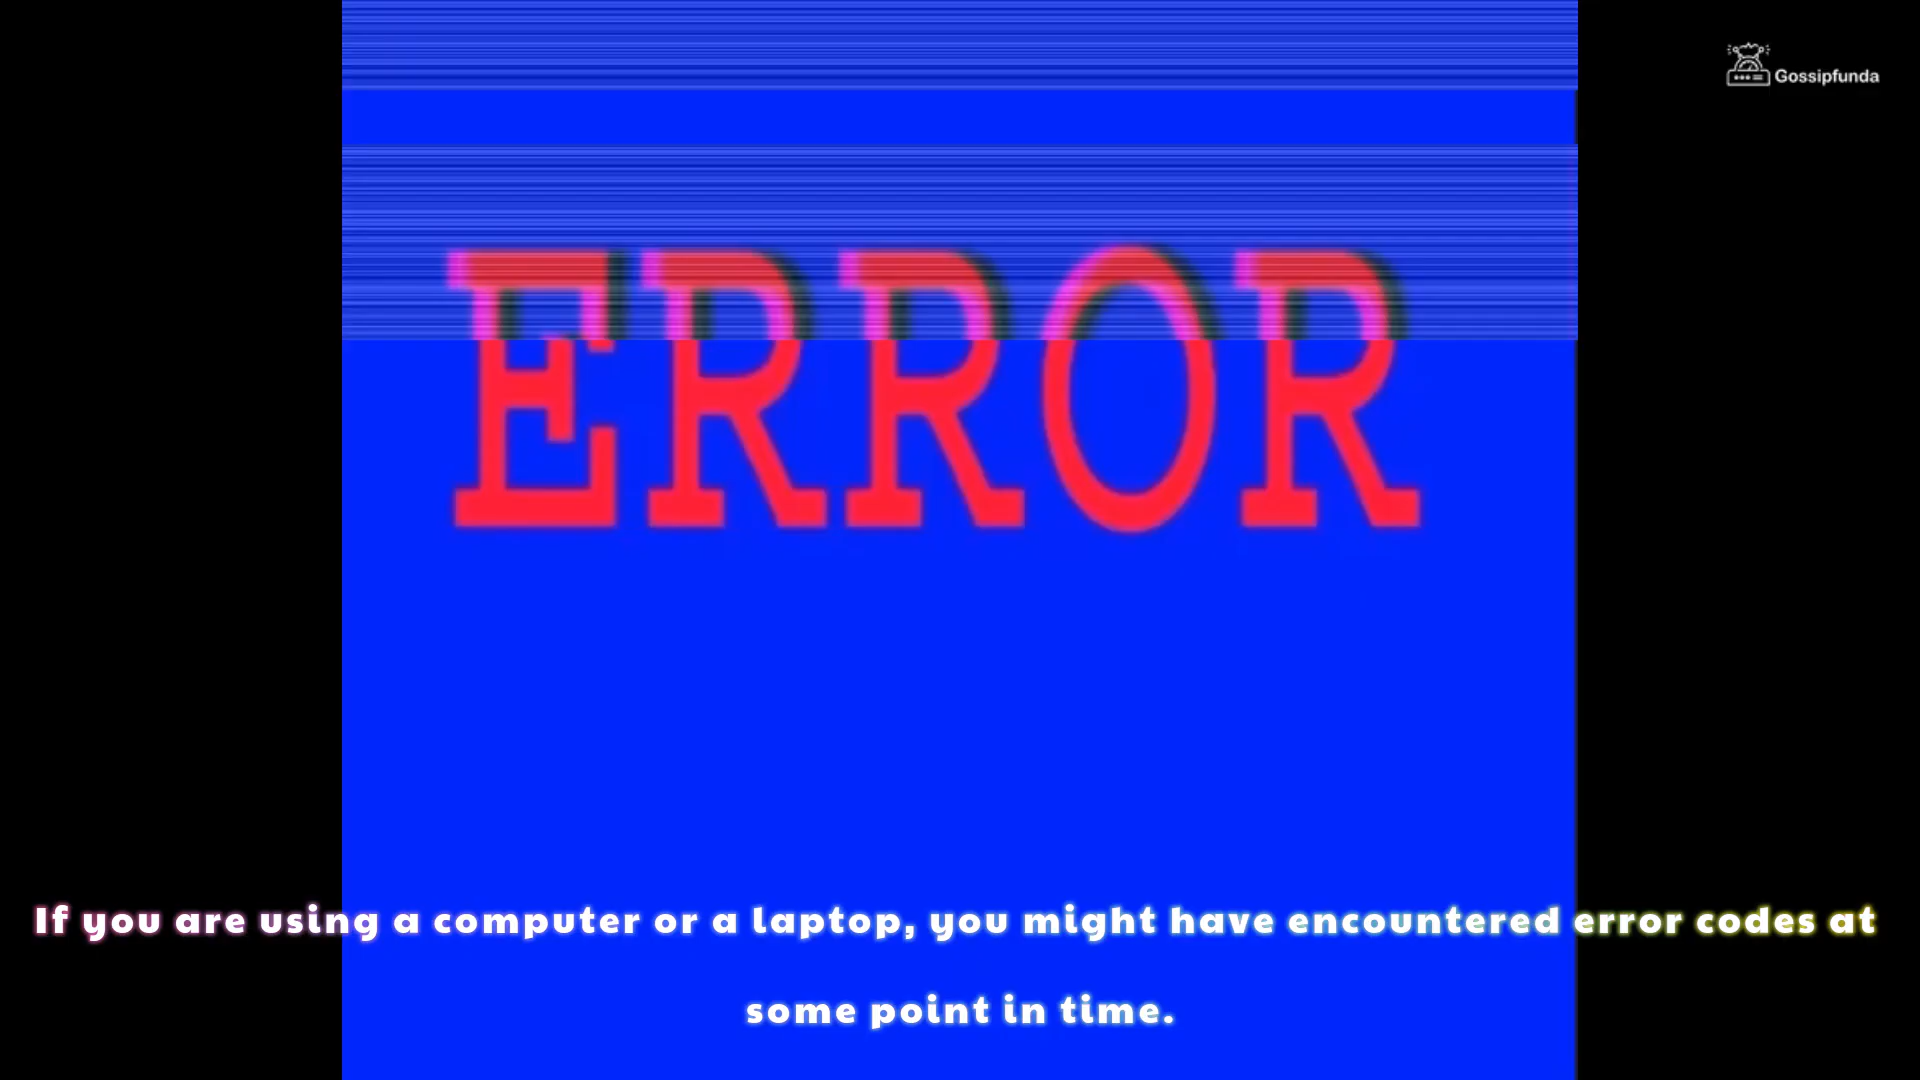 Gossipfunda
ERROR
If you are using a computer or a laptop, you might have encountered error codes at
some point in time.